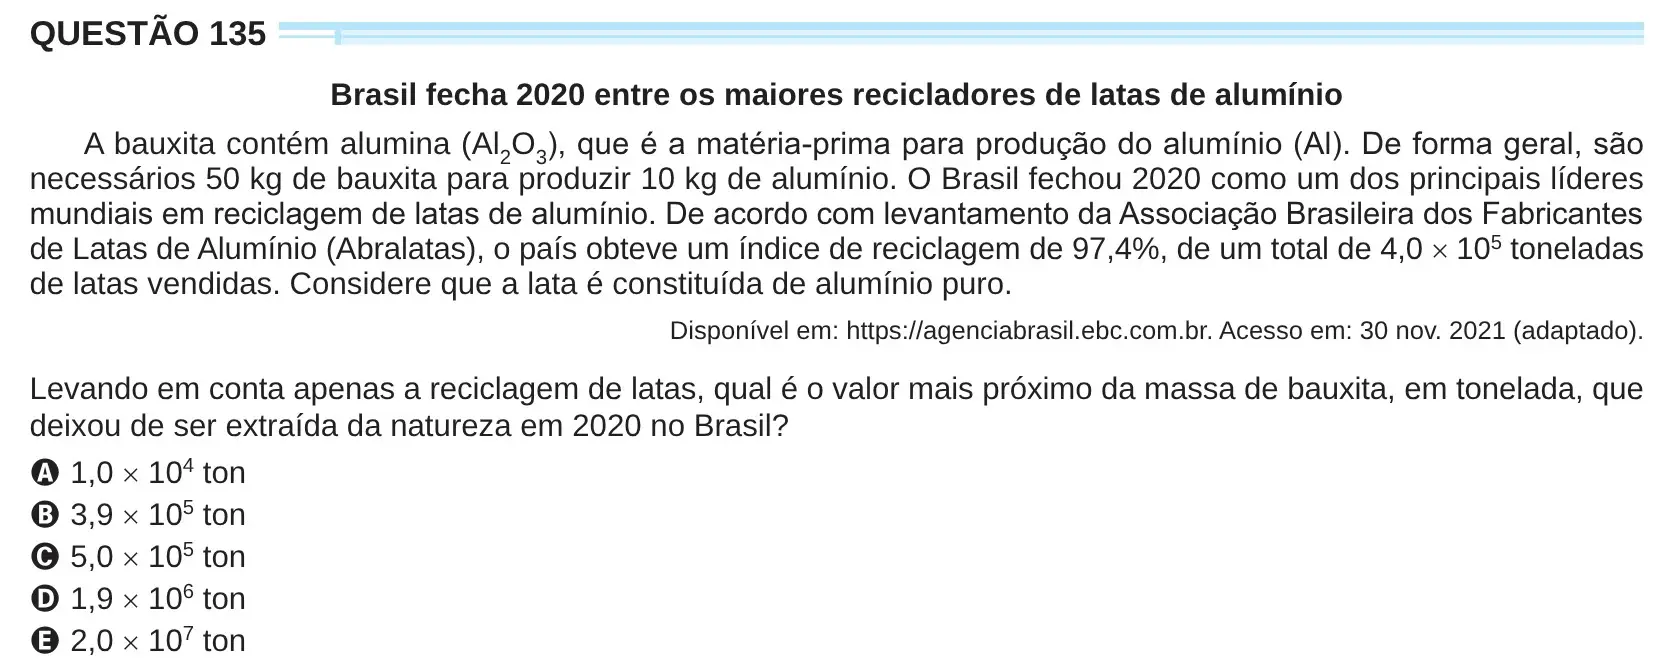 QUESTÃO 135
Brasil fecha 2020 entre os maiores recicladores de latas de alumínio
A bauxita contém alumina (Al₂O₃), que é a matéria-prima para produção do alumínio (Al). De forma geral, são
necessários 50 kg de bauxita para produzir 10 kg de alumínio. O Brasil fechou 2020 como um dos principais líderes
mundiais em reciclagem de latas de alumínio. De acordo com levantamento da Associação Brasileira dos Fabricantes
de Latas de Alumínio (Abralatas), o país obteve um índice de reciclagem de 97,4%, de um total de 4,0 × 10⁵ toneladas
de latas vendidas. Considere que a lata é constituída de alumínio puro.
Disponível em: https://agenciabrasil.ebc.com.br. Acesso em: 30 nov. 2021 (adaptado).
Levando em conta apenas a reciclagem de latas, qual é o valor mais próximo da massa de bauxita, em tonelada, que
deixou de ser extraída da natureza em 2020 no Brasil?
A 1,0 × 10⁴ ton
B 3,9 × 10⁵ ton
C 5,0 × 10⁵ ton
D 1,9 × 10⁶ ton
E 2,0 × 10⁷ ton